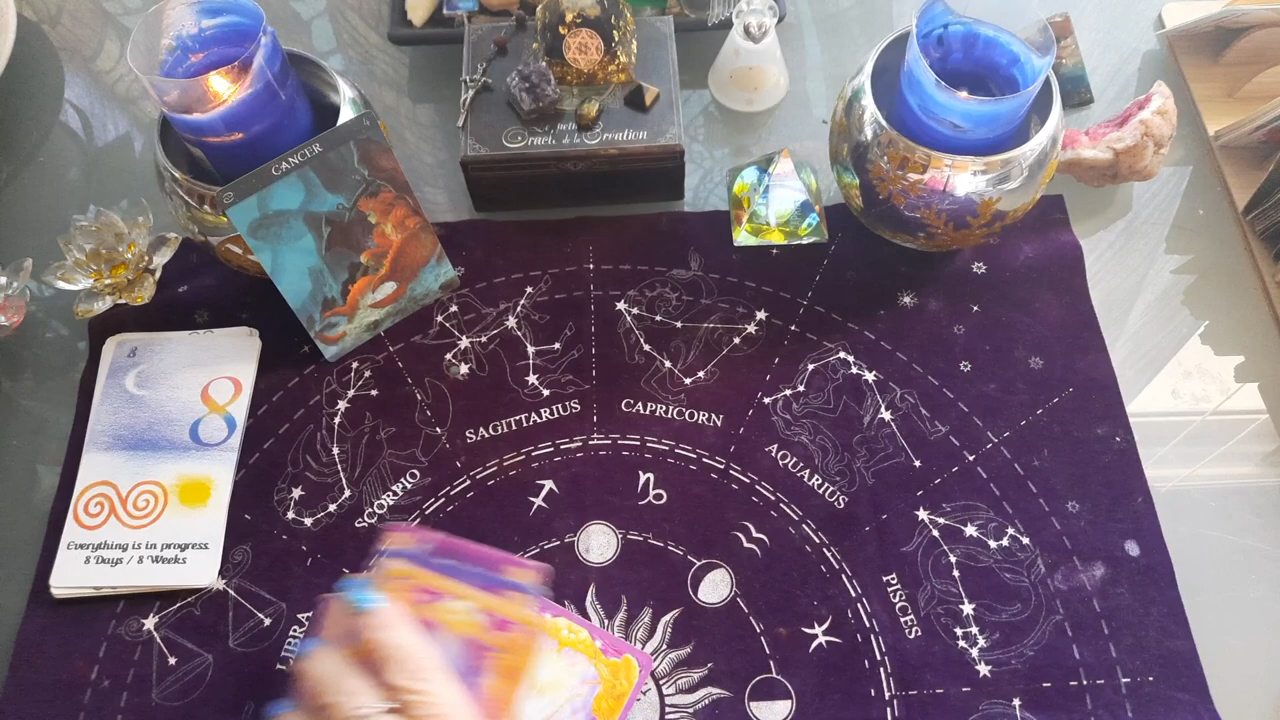 CANCER
Oracle de la Création
8
8
Everything is in progress.
8 Days / 8 Weeks
SCORPIO
SAGITTARIUS
CAPRICORN
AQUARIUS
PISCES
LIBRA